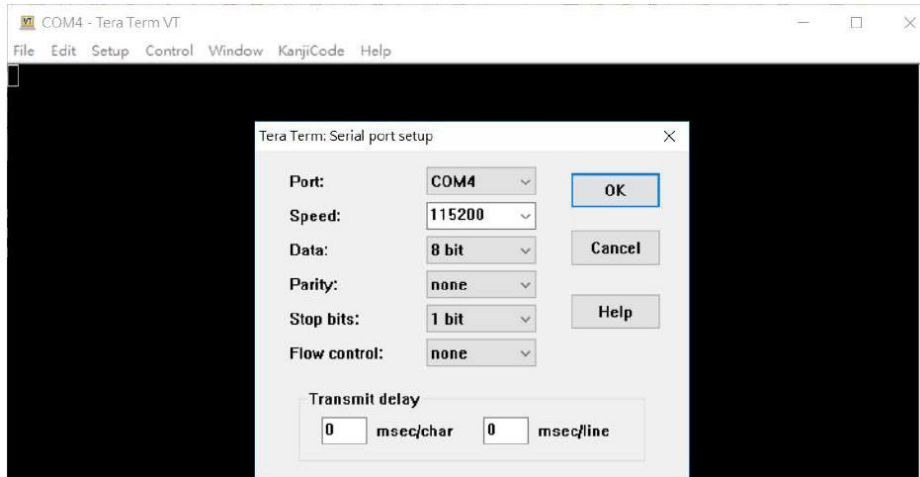 COM4 - Tera Term VT
File Edit Setup Control Window KanjiCode Help
Tera Term: Serial port setup
Port: COM4
OK
Speed: 115200
Data: 8 bit
Cancel
Parity: none
Stop bits: 1 bit
Help
Flow control: none
Transmit delay
0 msec/char 0 msec/line